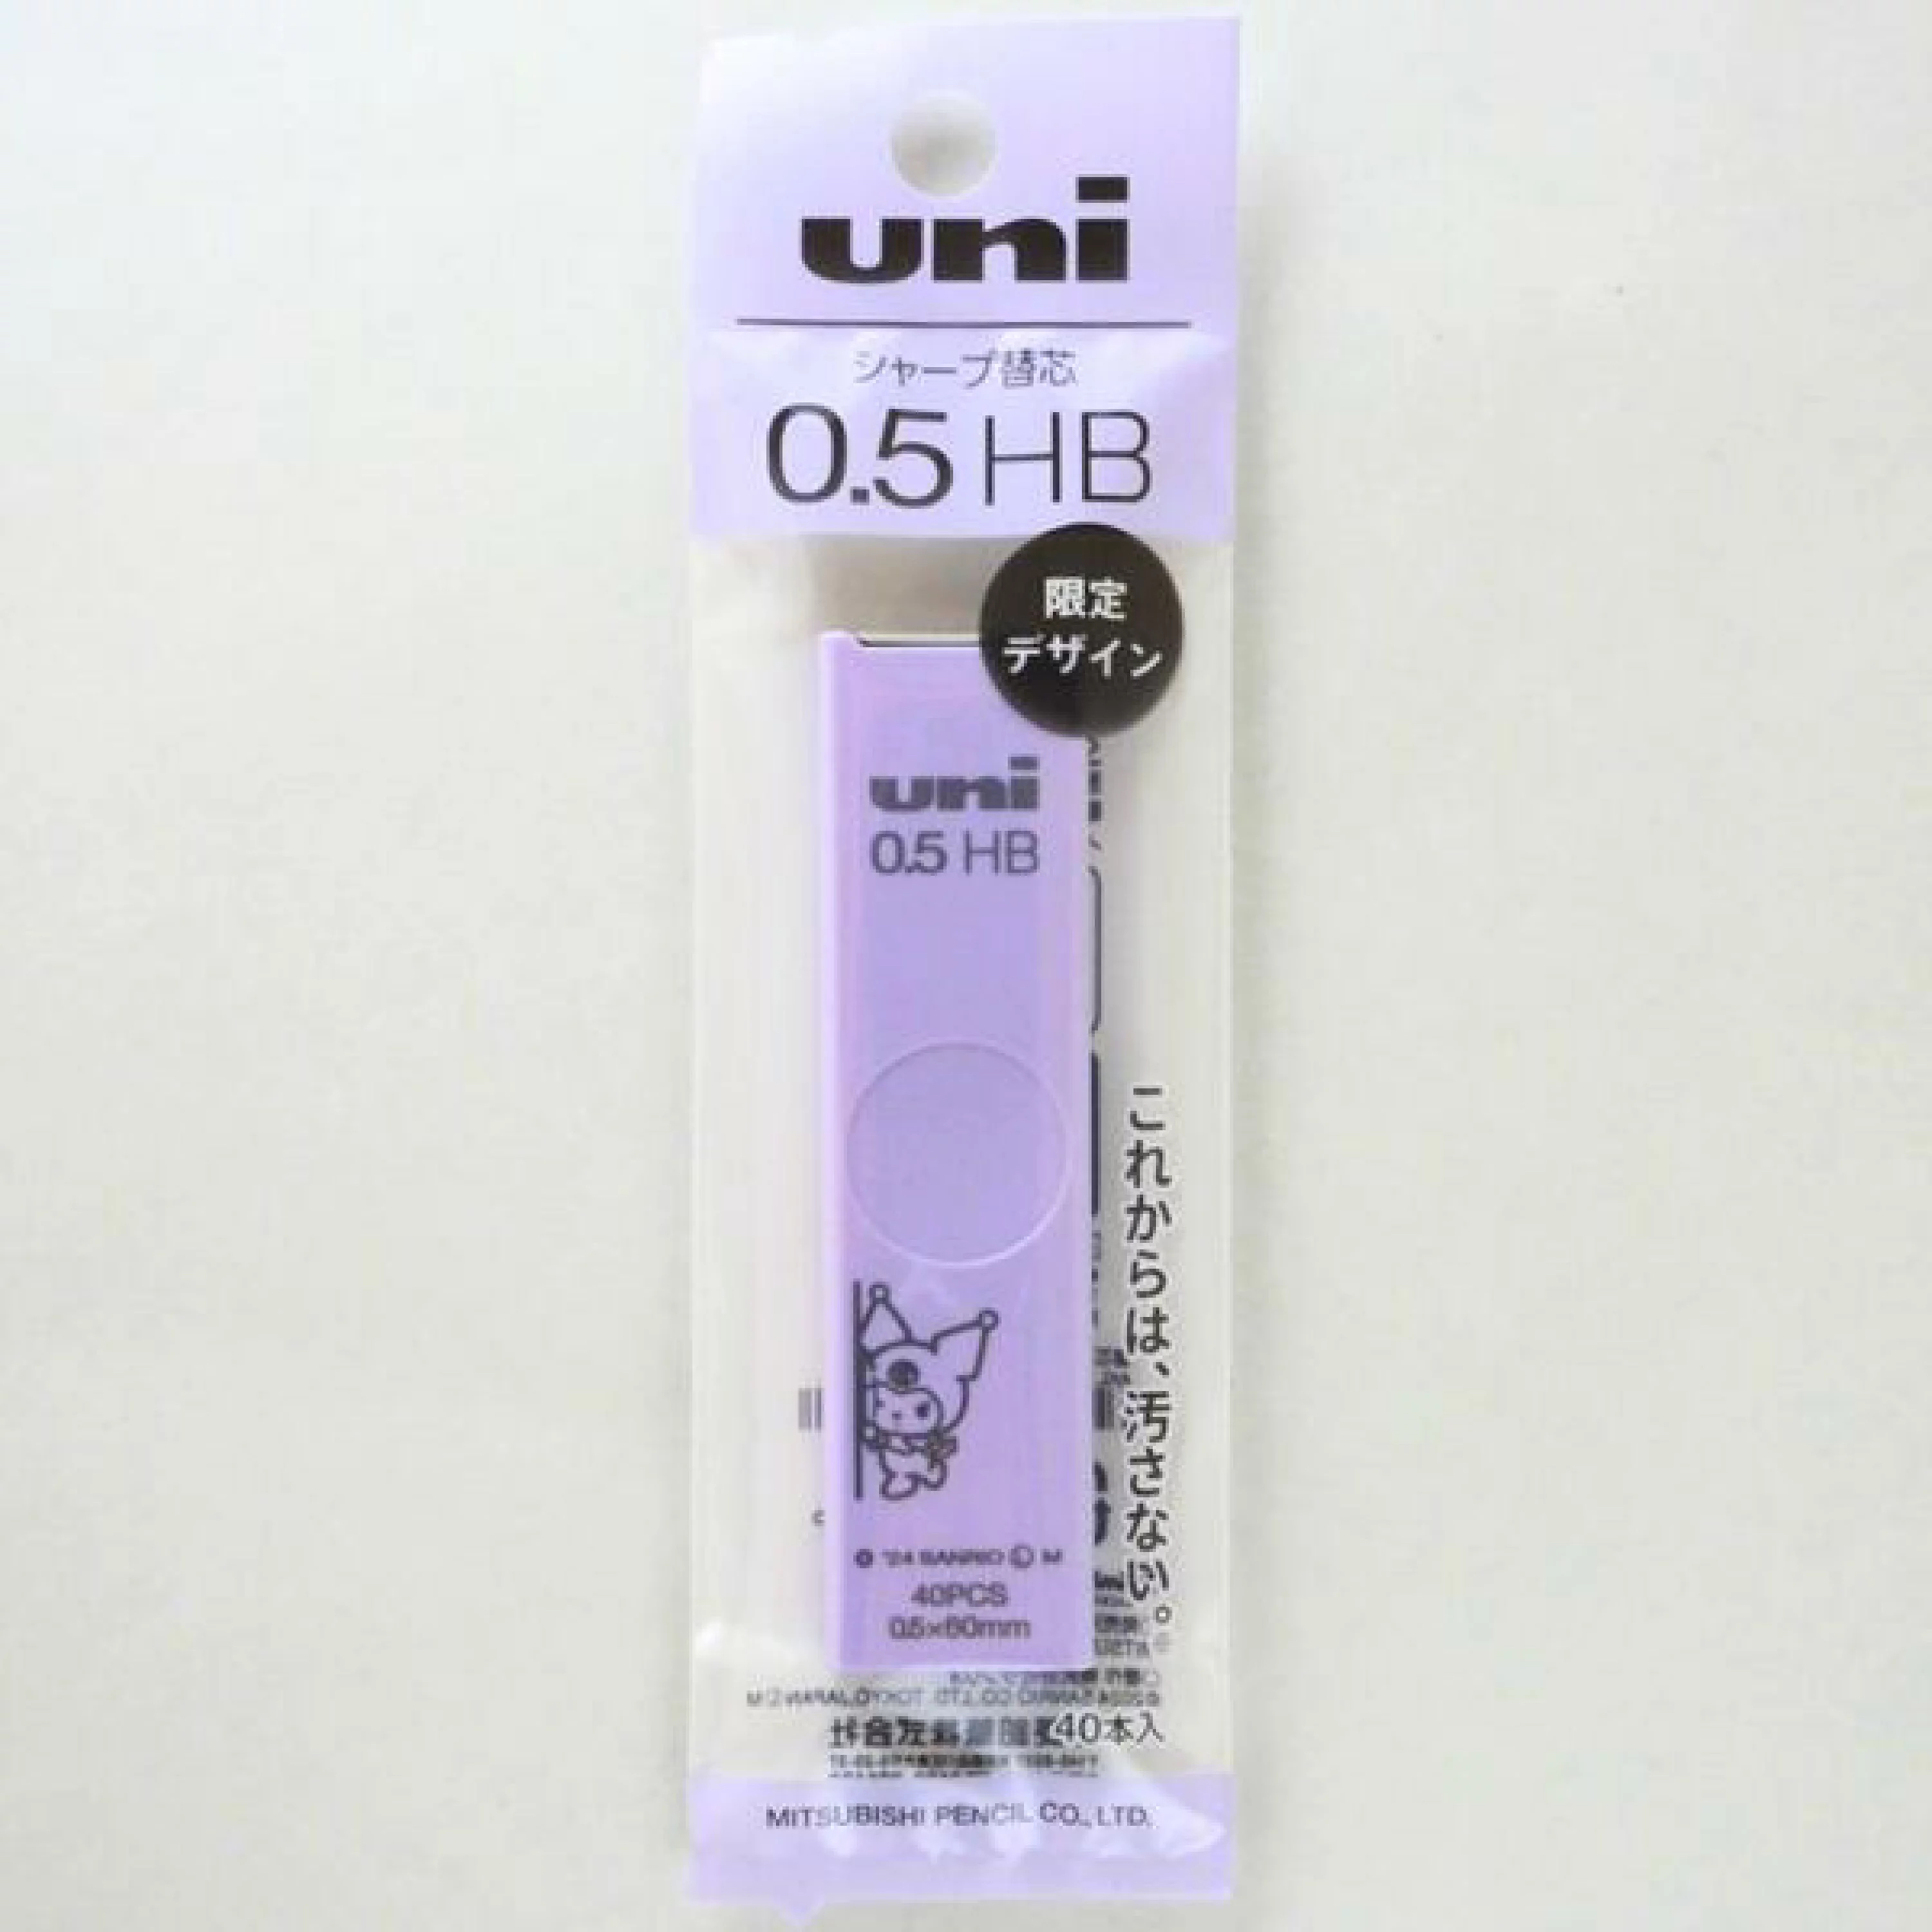 uni
シャープ替芯
0.5 HB
限定
デザイン
uni
0.5 HB
これからは、汚さない。
'24 SANRIO Ⓒ M
40PCS
0.5×60mm
40本入
MITSUBISHI PENCIL CO., LTD.